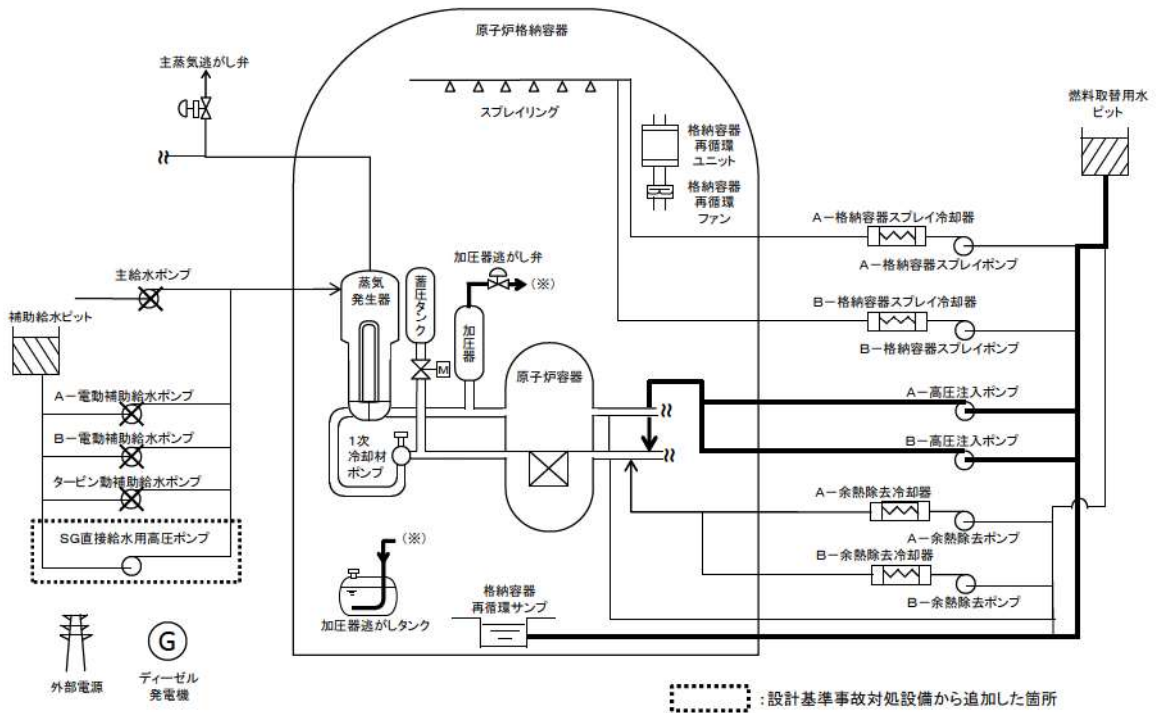 原子炉格納容器
主蒸気逃がし弁
スプレイリング
格納容器
再循環
ユニット
格納容器
再循環
ファン
燃料取替用水
ピット
A－格納容器スプレイ冷却器
A－格納容器スプレイポンプ
B－格納容器スプレイ冷却器
B－格納容器スプレイポンプ
主給水ポンプ
補助給水ピット
蒸気
発生器
蓄圧タンク
加圧器逃がし弁
(※)
加圧器
M
原子炉容器
A－高圧注入ポンプ
B－高圧注入ポンプ
A－電動補助給水ポンプ
B－電動補助給水ポンプ
タービン動補助給水ポンプ
SG直接給水用高圧ポンプ
1次
冷却材
ポンプ
A－余熱除去冷却器
A－余熱除去ポンプ
B－余熱除去冷却器
B－余熱除去ポンプ
(※)
加圧器逃がしタンク
格納容器
再循環サンプ
外部電源
G
ディーゼル
発電機
：設計基準事故対処設備から追加した箇所